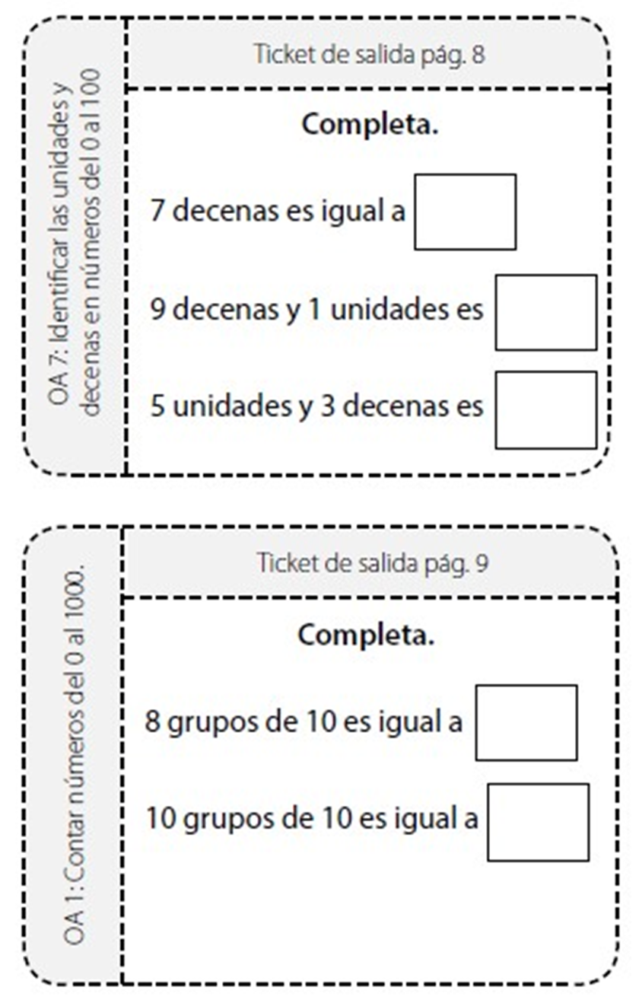 OA 7: Identificar las unidades y
decenas en números del 0 al 100
Ticket de salida pág. 8
Completa.
7 decenas es igual a
9 decenas y 1 unidades es
5 unidades y 3 decenas es
OA 1: Contar números del 0 al 1000.
Ticket de salida pág. 9
Completa.
8 grupos de 10 es igual a
10 grupos de 10 es igual a